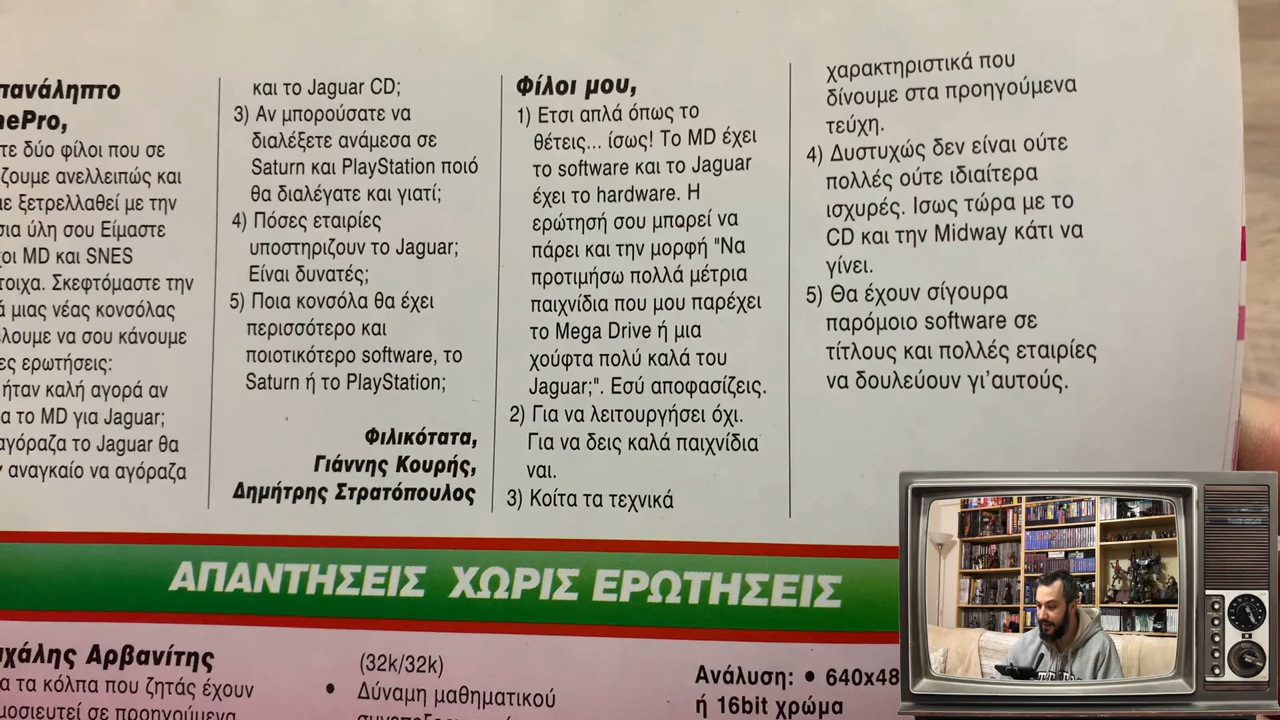 πανάληπτο
ePro,
τε δύο φίλοι που σε
ζουμε ανελλειπώς και
με ξετρελλαθεί με την
σια ύλη σου Είμαστε
χοι MD και SNES
τοιχα. Σκεφτόμαστε την
ά μιας νέας κονσόλας
έλουμε να σου κάνουμε
ες ερωτήσεις:
ήταν καλή αγορά αν
α το MD για Jaguar;
αγόραζα το Jaguar θα
αναγκαίο να αγόραζα
και το Jaguar CD;
3) Αν μπορούσατε να
διαλέξετε ανάμεσα σε
Saturn και PlayStation ποιό
θα διαλέγατε και γιατί;
4) Πόσες εταιρίες
υποστηριζουν το Jaguar;
Είναι δυνατές;
5) Ποια κονσόλα θα έχει
περισσότερο και
ποιοτικότερο software, το
Saturn ή το PlayStation;
Φιλικότατα,
Γιάννης Κουρής,
Δημήτρης Στρατόπουλος
Φίλοι μου,
1) Ετσι απλά όπως το
θέτεις... ίσως! Το MD έχει
το software και το Jaguar
έχει το hardware. Η
ερώτησή σου μπορεί να
πάρει και την μορφή "Να
προτιμήσω πολλά μέτρια
παιχνίδια που μου παρέχει
το Mega Drive ή μια
χούφτα πολύ καλά του
Jaguar;". Εσύ αποφασίζεις.
2) Για να λειτουργήσει όχι.
Για να δεις καλά παιχνίδια
ναι.
3) Κοίτα τα τεχνικά
χαρακτηριστικά που
δίνουμε στα προηγούμενα
τεύχη.
4) Δυστυχώς δεν είναι ούτε
πολλές ούτε ιδιαίτερα
ισχυρές. Ισως τώρα με το
CD και την Midway κάτι να
γίνει.
5) Θα έχουν σίγουρα
παρόμοιο software σε
τίτλους και πολλές εταιρίες
να δουλεύουν γι'αυτούς.
ΑΠΑΝΤΗΣΕΙΣ ΧΩΡΙΣ ΕΡΩΤΗΣΕΙΣ
χάλης Αρβανίτης
α τα κόλπα που ζητάς έχουν
μοσιευτεί σε προηγούμενα
(32k/32k)
• Δύναμη μαθηματικού
Ανάλυση: • 640x48
ή 16bit χρώμα